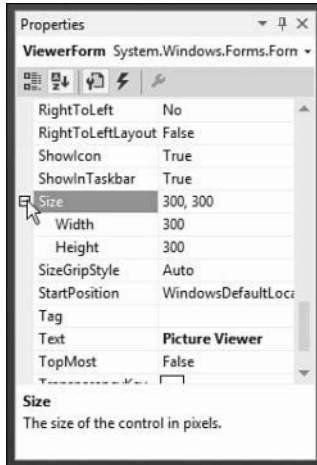 Properties
ViewerForm System.Windows.Forms.Forn
RightToLeft No
RightToLeftLayout False
ShowIcon True
ShowInTaskbar True
Size 300, 300
Width 300
Height 300
SizeGripStyle Auto
StartPosition WindowsDefaultLoca
Tag
Text Picture Viewer
TopMost False
TransparencyKey
Size
The size of the control in pixels.